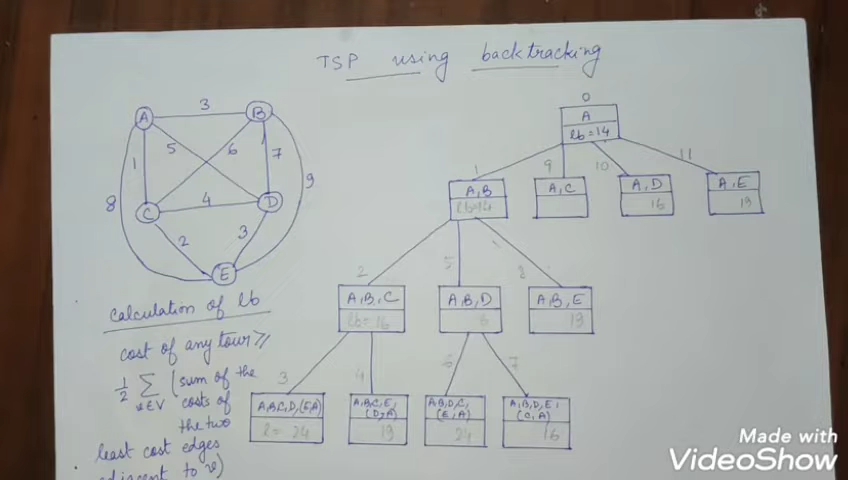 TSP using backtracking
A
3
B
5
6
7
1
9
8
C
4
D
2
3
E
calculation of lb
cost of any tour ≥
1/2 Σ (sum of the
v∈V costs of
the two
least cost edges
adjacent to v)
0
A
lb=14
1
9
10
11
A,B
lb=14
A,C
A,D
16
A,E
19
2
5
8
A,B,C
lb=16
A,B,D
A,B,E
19
3
4
6
7
A,B,C,D,(E,A)
l= 24
A,B,C,E,
(D,A)
19
A,B,D,C,
(E,A)
24
A,B,D,E,
(C,A)
16
Made with
VideoShow